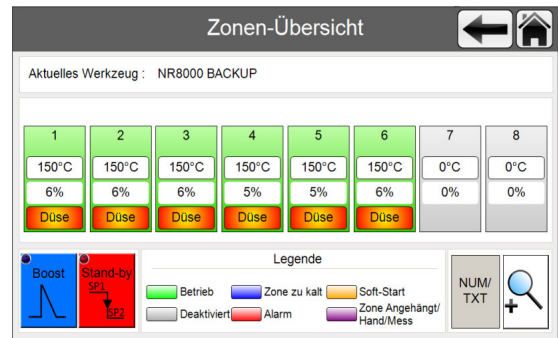 Zonen-Übersicht
Aktuelles Werkzeug : NR8000 BACKUP
1 2 3 4 5 6 7 8
150°C 150°C 150°C 150°C 150°C 150°C 0°C 0°C
6% 6% 6% 5% 5% 6% 0% 0%
Düse Düse Düse Düse Düse Düse
Boost
Stand-by
SP1
SP2
Legende
Betrieb Zone zu kalt Soft-Start
Deaktiviert Alarm Zone Angehängt/
Hand/Mess
NUM/
TXT